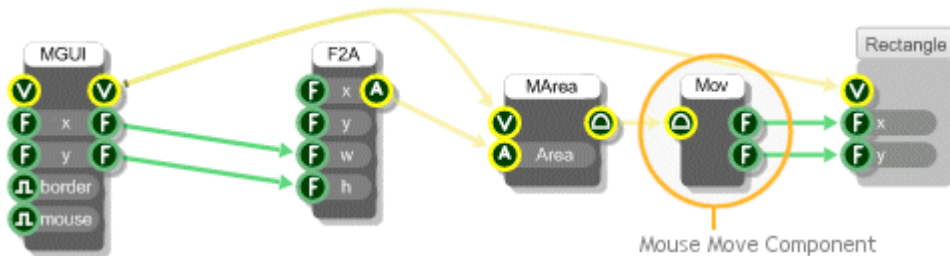 MGUI
V V
F x F
F y F
border
mouse
F2A
F x A
F y
F w
F h
MArea
V
A Area
Mov
F
F
Rectangle
V
F x
F y
Mouse Move Component